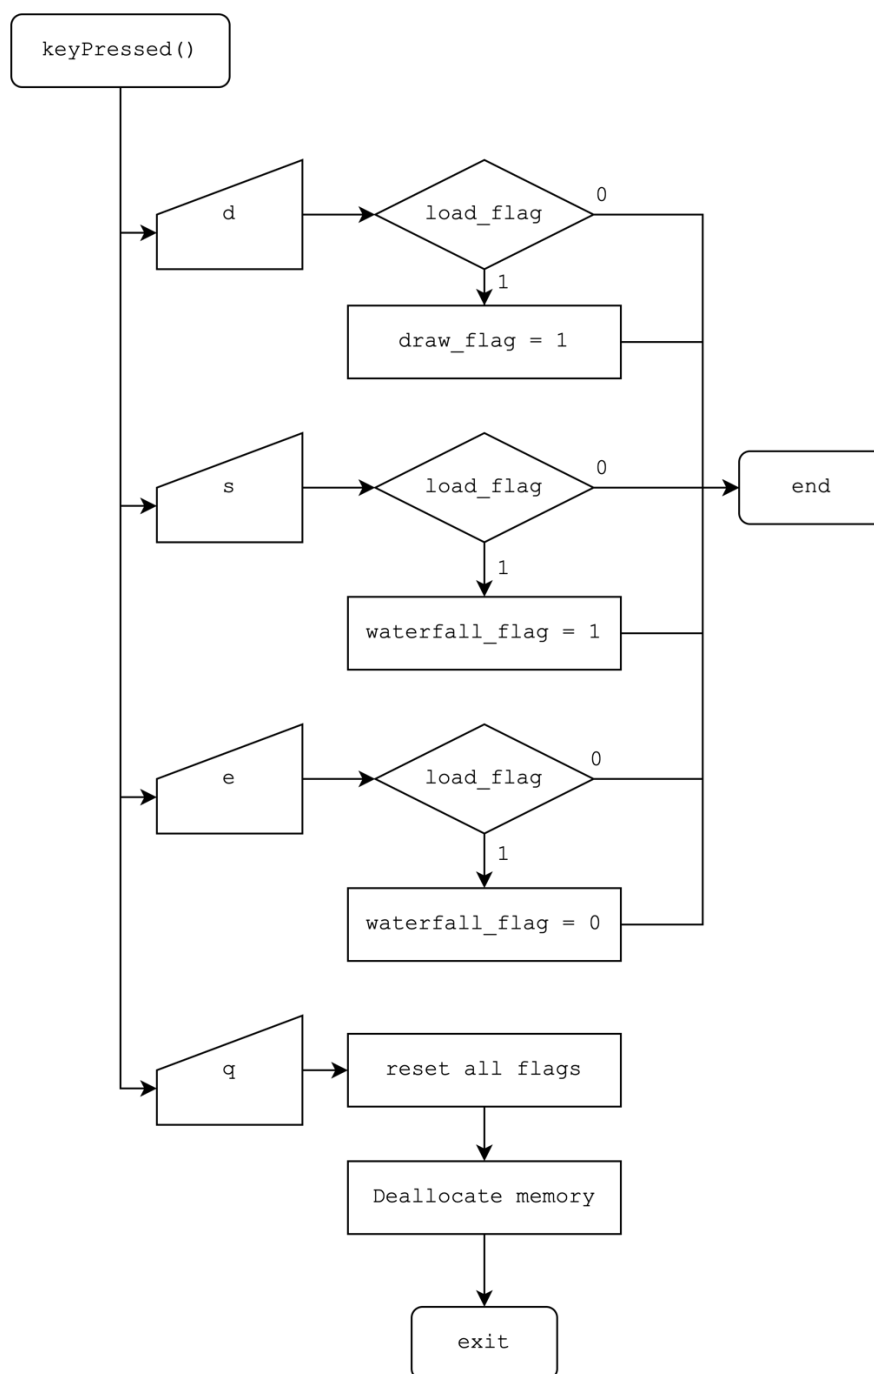 keyPressed()
d
load_flag
0
1
draw_flag = 1
s
load_flag
0
end
1
waterfall_flag = 1
e
load_flag
0
1
waterfall_flag = 0
q
reset all flags
Deallocate memory
exit